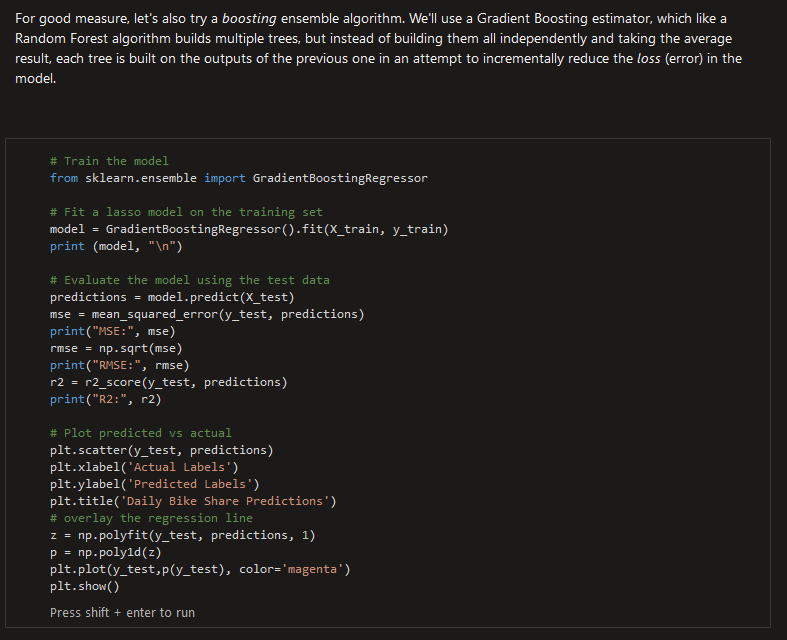 For good measure, let's also try a boosting ensemble algorithm. We'll use a Gradient Boosting estimator, which like a
Random Forest algorithm builds multiple trees, but instead of building them all independently and taking the average
result, each tree is built on the outputs of the previous one in an attempt to incrementally reduce the loss (error) in the
model.
# Train the model
from sklearn.ensemble import GradientBoostingRegressor
# Fit a lasso model on the training set
model = GradientBoostingRegressor().fit(X_train, y_train)
print (model, "\n")
# Evaluate the model using the test data
predictions = model.predict(X_test)
mse = mean_squared_error(y_test, predictions)
print("MSE:", mse)
rmse = np.sqrt(mse)
print("RMSE:", rmse)
r2 = r2_score(y_test, predictions)
print("R2:", r2)
# Plot predicted vs actual
plt.scatter(y_test, predictions)
plt.xlabel('Actual Labels')
plt.ylabel('Predicted Labels')
plt.title('Daily Bike Share Predictions')
# overlay the regression line
z = np.polyfit(y_test, predictions, 1)
p = np.poly1d(z)
plt.plot(y_test,p(y_test), color='magenta')
plt.show()
Press shift + enter to run